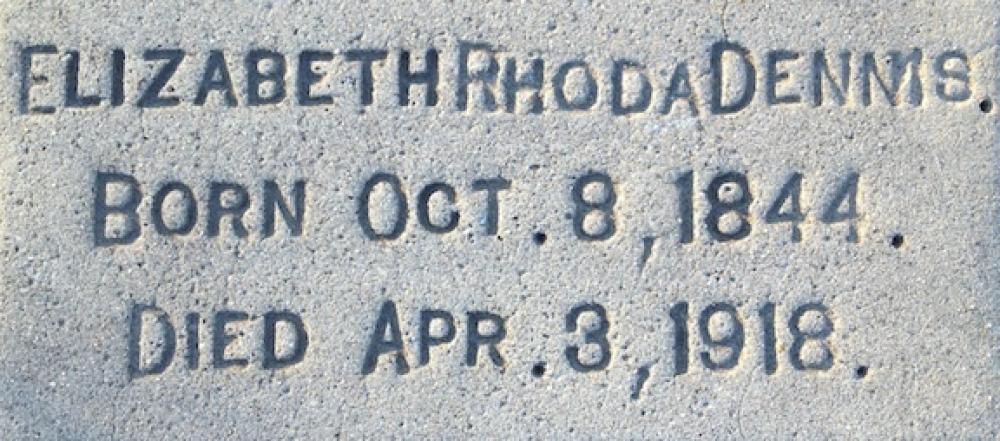 ELIZABETH RHODA DENNIS.
BORN OCT. 8, 1844.
DIED APR. 3, 1918.